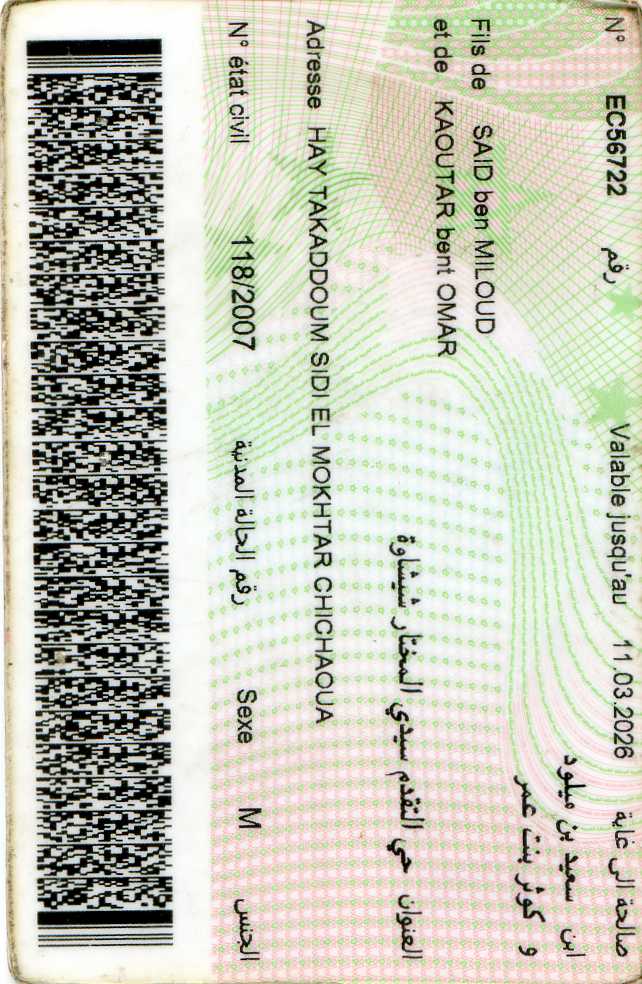 N° EC56722 رقم Valable jusqu'au 11.03.2026 صالحة الى غاية
ابن سعيد بن ميلود
Fils de SAID ben MILOUD
و كوثر بنت عمر
et de KAOUTAR bent OMAR
العنوان حي التقدم سيدي المختار شيشاوة
Adresse HAY TAKADDOUM SIDI EL MOKHTAR CHICHAOUA
N° état civil 118/2007 رقم الحالة المدنية Sexe M الجنس